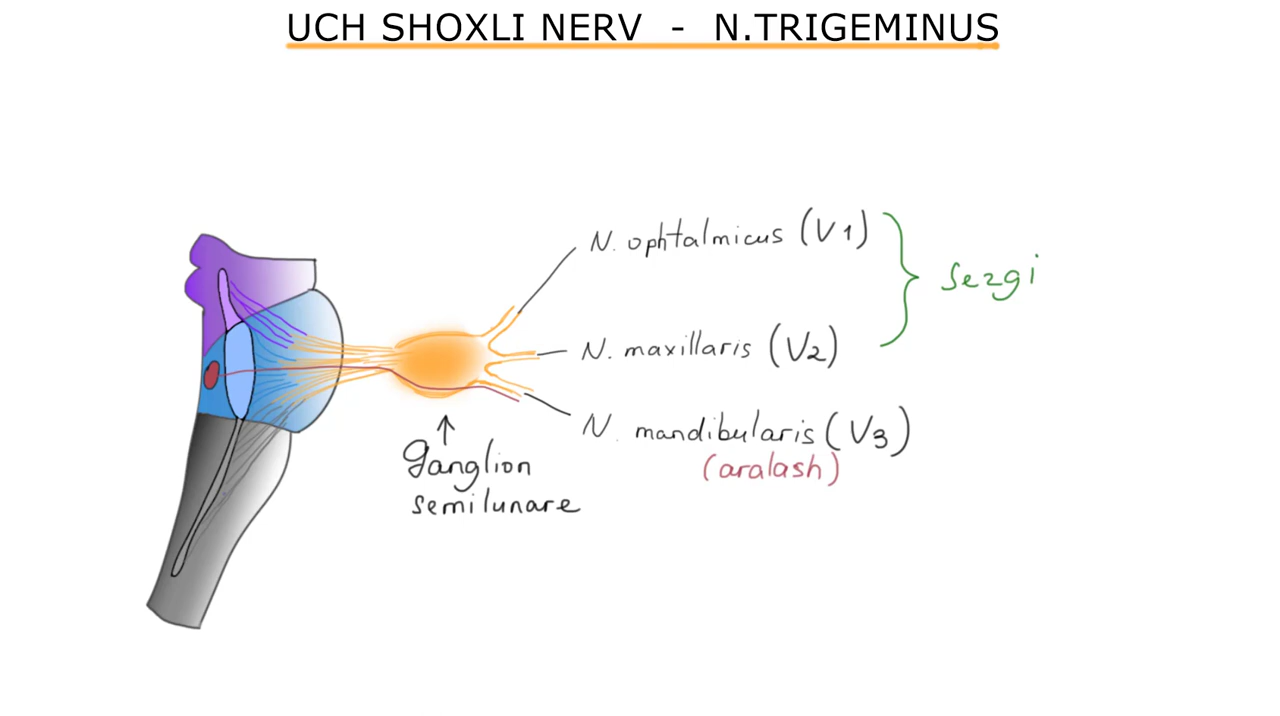 UCH SHOXLI NERV - N.TRIGEMINUS
N. ophtalmicus (V1)
Sezgi
N. maxillaris (V2)
N. mandibularis (V3)
(aralash)
Ganglion
semilunare